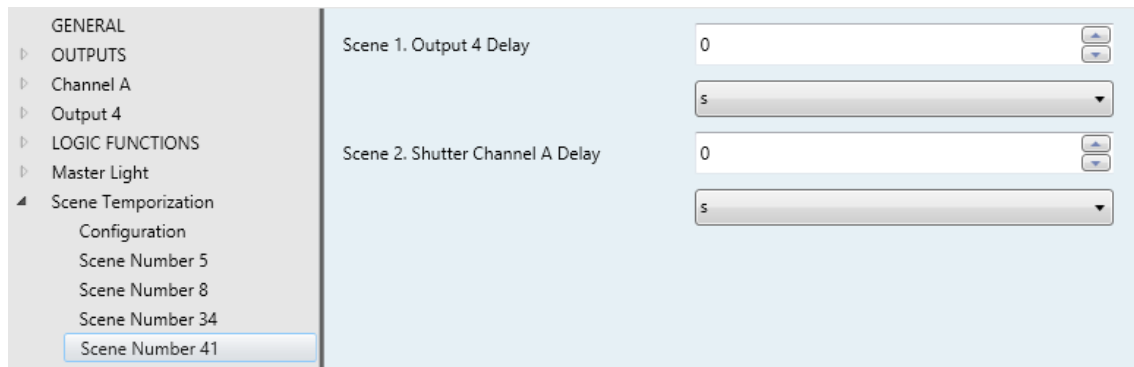 GENERAL
OUTPUTS
Channel A
Output 4
LOGIC FUNCTIONS
Master Light
Scene Temporization
Configuration
Scene Number 5
Scene Number 8
Scene Number 34
Scene Number 41
Scene 1. Output 4 Delay
0
s
Scene 2. Shutter Channel A Delay
0
s